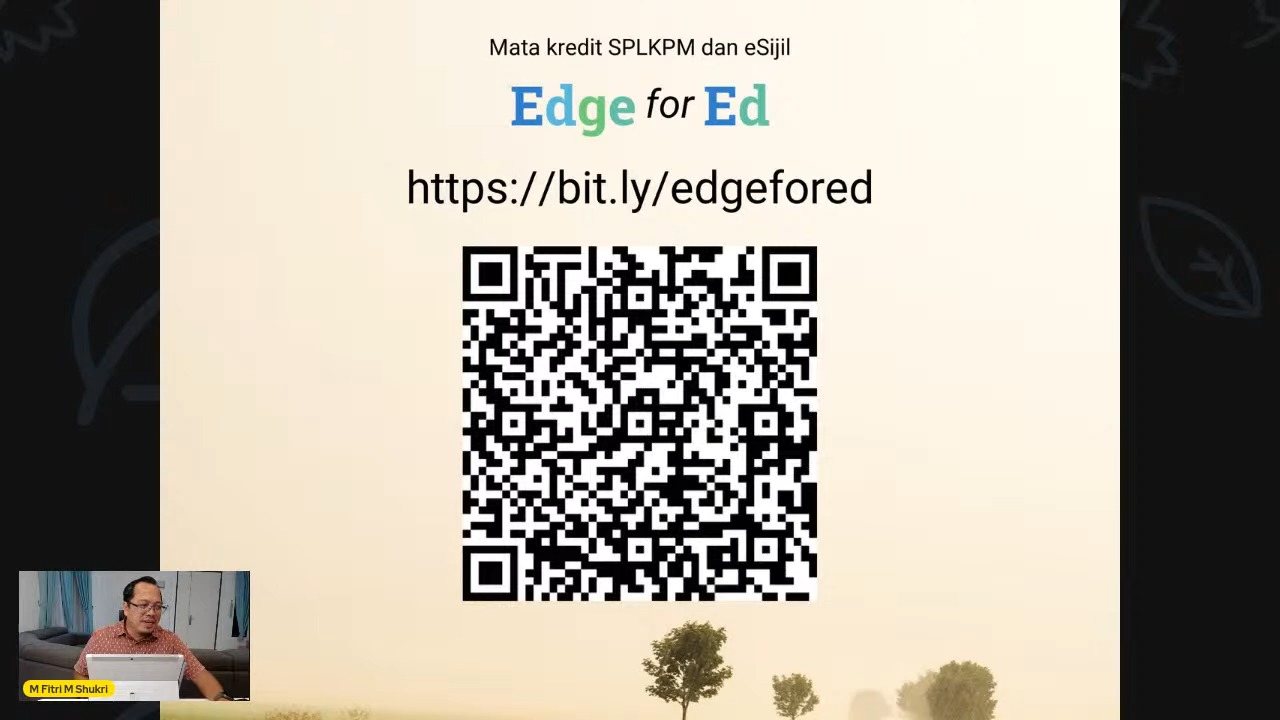 Mata kredit SPLKPM dan eSijil
Edge for Ed
https://bit.ly/edgefored
M Fitri M Shukri